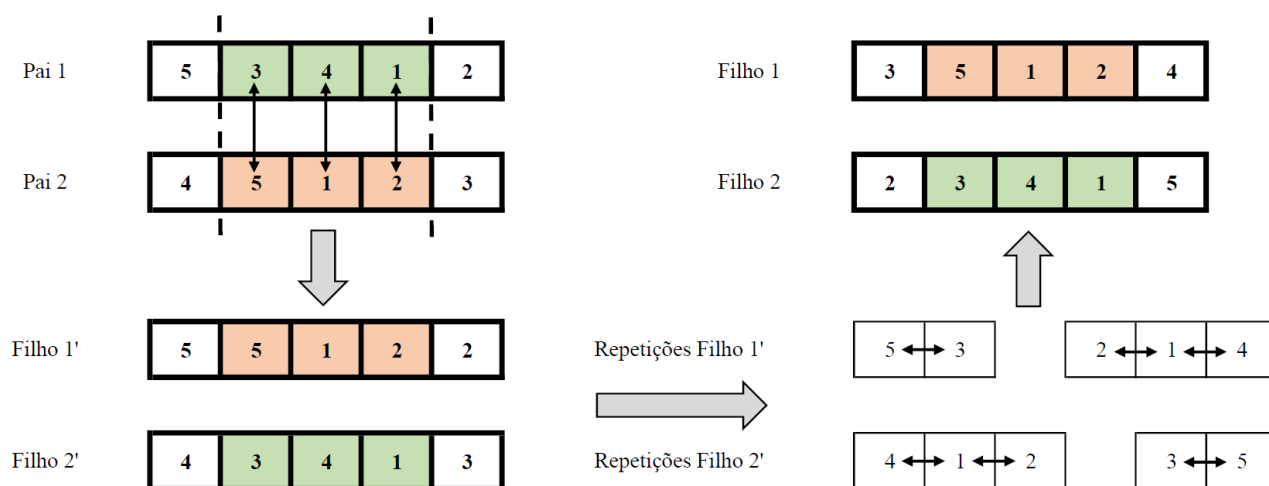 Pai 1 5 3 4 1 2
Pai 2 4 5 1 2 3
Filho 1' 5 5 1 2 2
Filho 2' 4 3 4 1 3
Filho 1 3 5 1 2 4
Filho 2 2 3 4 1 5
Repetições Filho 1' 5 3 2 1 4
Repetições Filho 2' 4 1 2 3 5